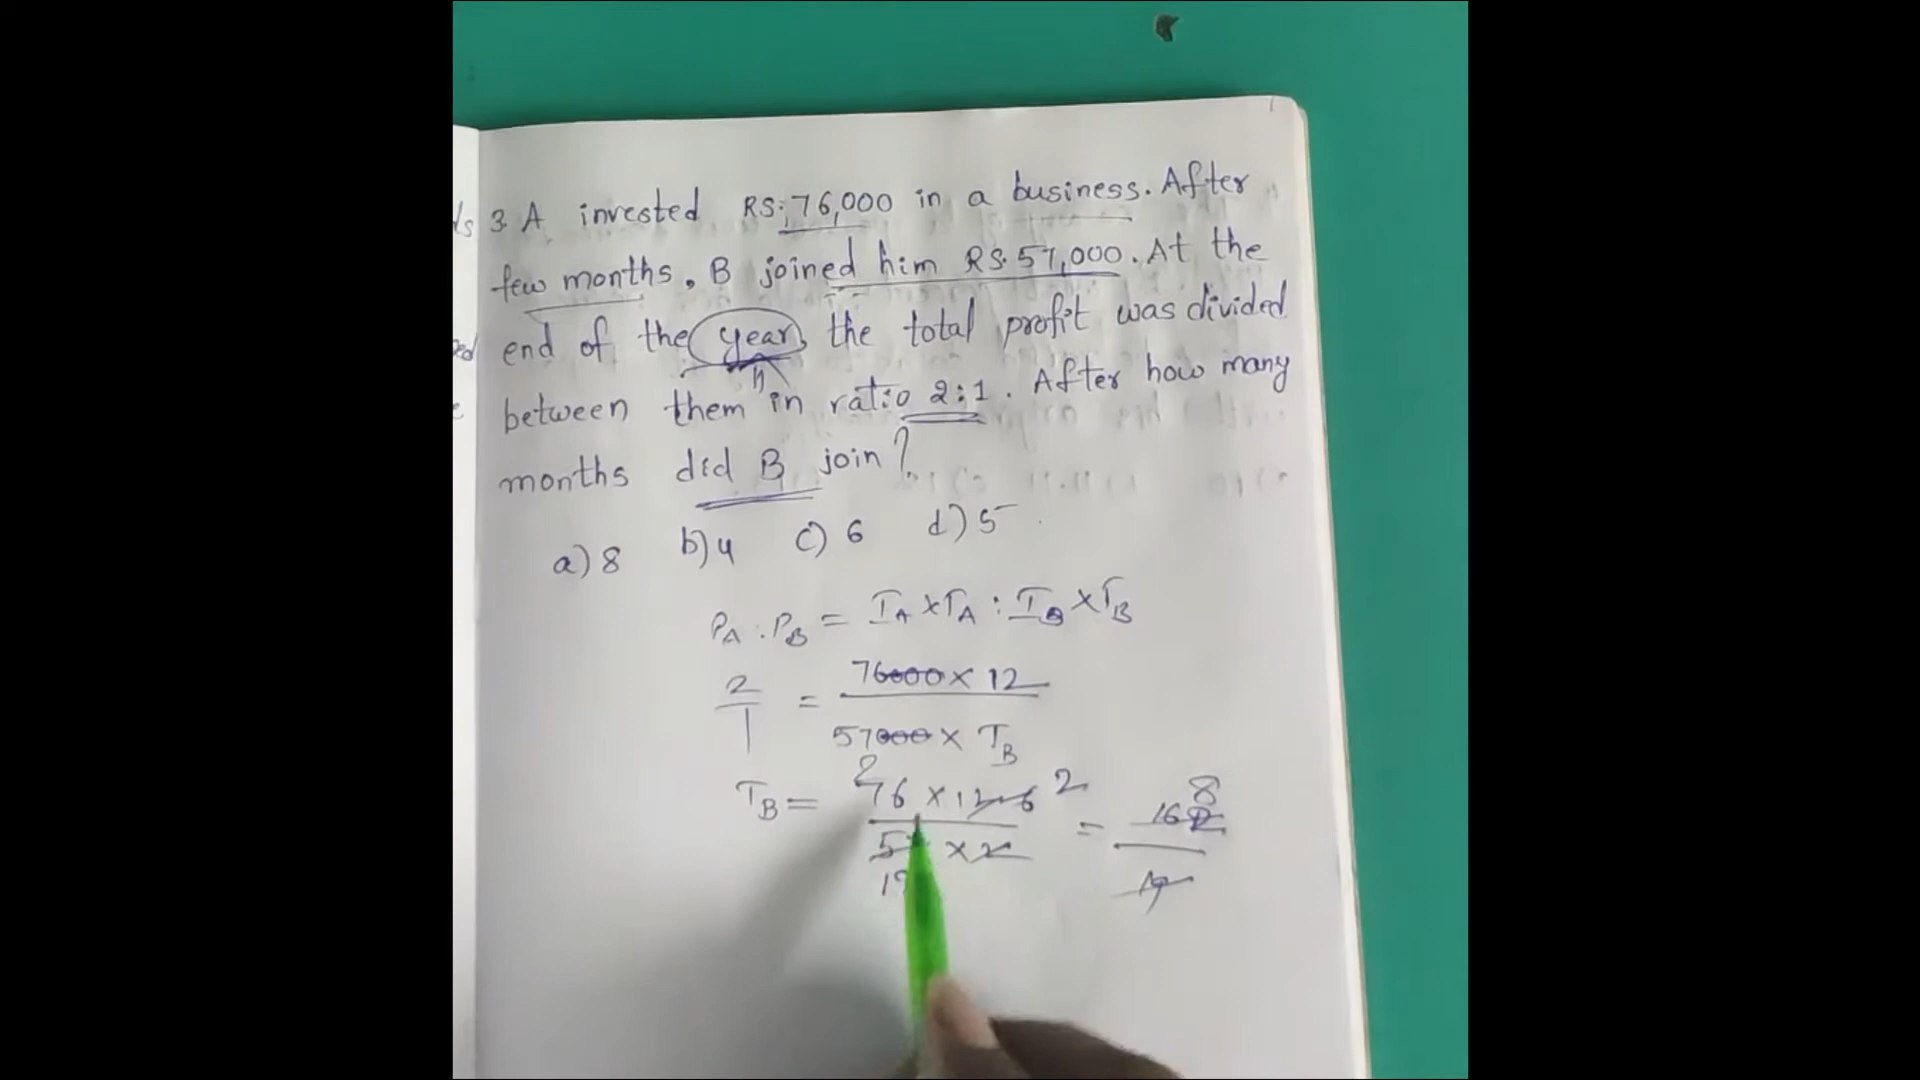 3. A invested RS:76,000 in a business. After
few months, B joined him RS.57,000. At the
end of the year, the total profit was divided
between them in ratio 2:1. After how many
months did B join?
a) 8 b) 4 c) 6 d) 5
PA : PB = IA × TA : IB × TB
2/1 = 76000 × 12 / 57000 × TB
TB = 76 × 12 6 2 / × 2 =
8